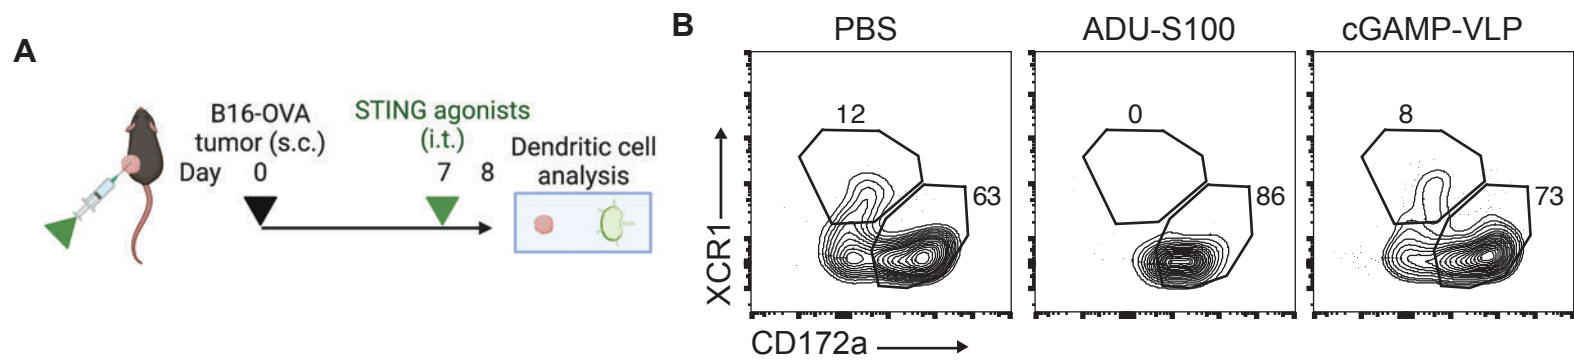 A
B16-OVA
tumor (s.c.)
STING agonists
(i.t.)
Day 0 7 8
Dendritic cell
analysis
B
PBS ADU-S100 cGAMP-VLP
12 0 8
63 86 73
XCR1
CD172a